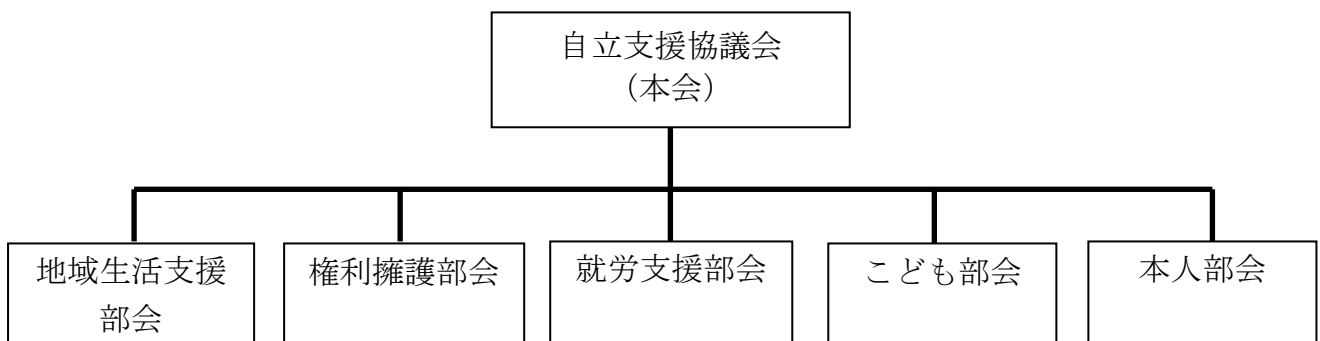 自立支援協議会
（本会）
地域生活支援
部会
権利擁護部会
就労支援部会
こども部会
本人部会